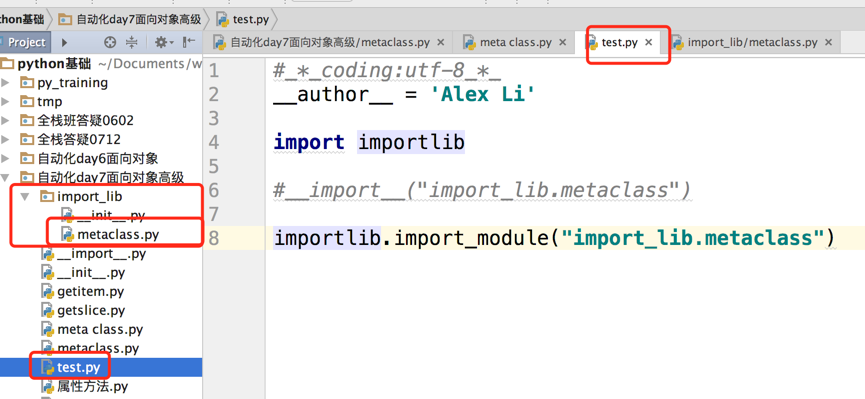 thon基础 自动化day7面向对象高级 test.py
Project
自动化day7面向对象高级/metaclass.py meta class.py test.py import_lib/metaclass.py
python基础 ~/Documents/w
py_training
tmp
全栈班答疑0602
全栈答疑0712
自动化day6面向对象
自动化day7面向对象高级
import_lib
__init__.py
metaclass.py
__import__.py
__init__.py
getitem.py
getslice.py
meta class.py
metaclass.py
test.py
属性方法.py
1 #_*_coding:utf-8_*_
2 __author__ = 'Alex Li'
3
4 import importlib
5
6 #__import__("import_lib.metaclass")
7
8 importlib.import_module("import_lib.metaclass")